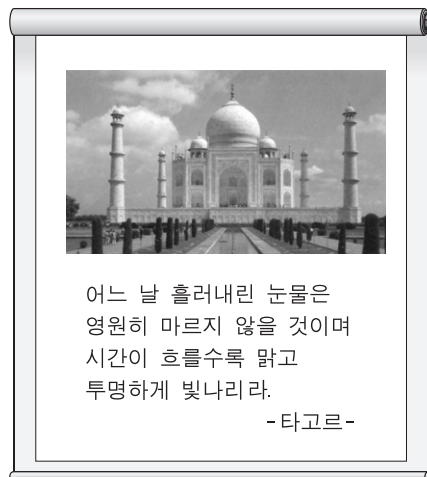 어느 날 흘러내린 눈물은
영원히 마르지 않을 것이며
시간이 흐를수록 맑고
투명하게 빛나리라.
-타고르-